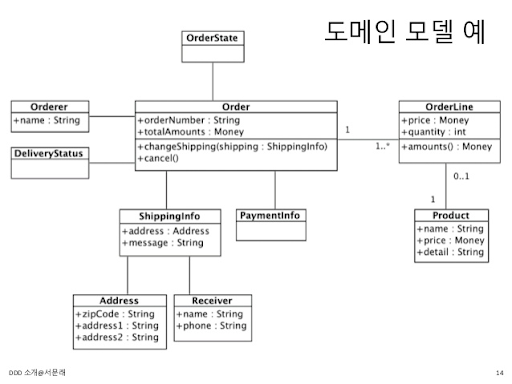 도메인 모델 예
OrderState
Orderer
+name : String
Order
+orderNumber : String
+totalAmounts : Money
+changeShipping(shipping : ShippingInfo)
+cancel()
1
1..*
OrderLine
+price : Money
+quantity : int
+amounts() : Money
DeliveryStatus
0..1
1
ShippingInfo
+address : Address
+message : String
PaymentInfo
Product
+name : String
+price : Money
+detail : String
Address
+zipCode : String
+address1 : String
+address2 : String
Receiver
+name : String
+phone : String
DDD 소개@서문래
14